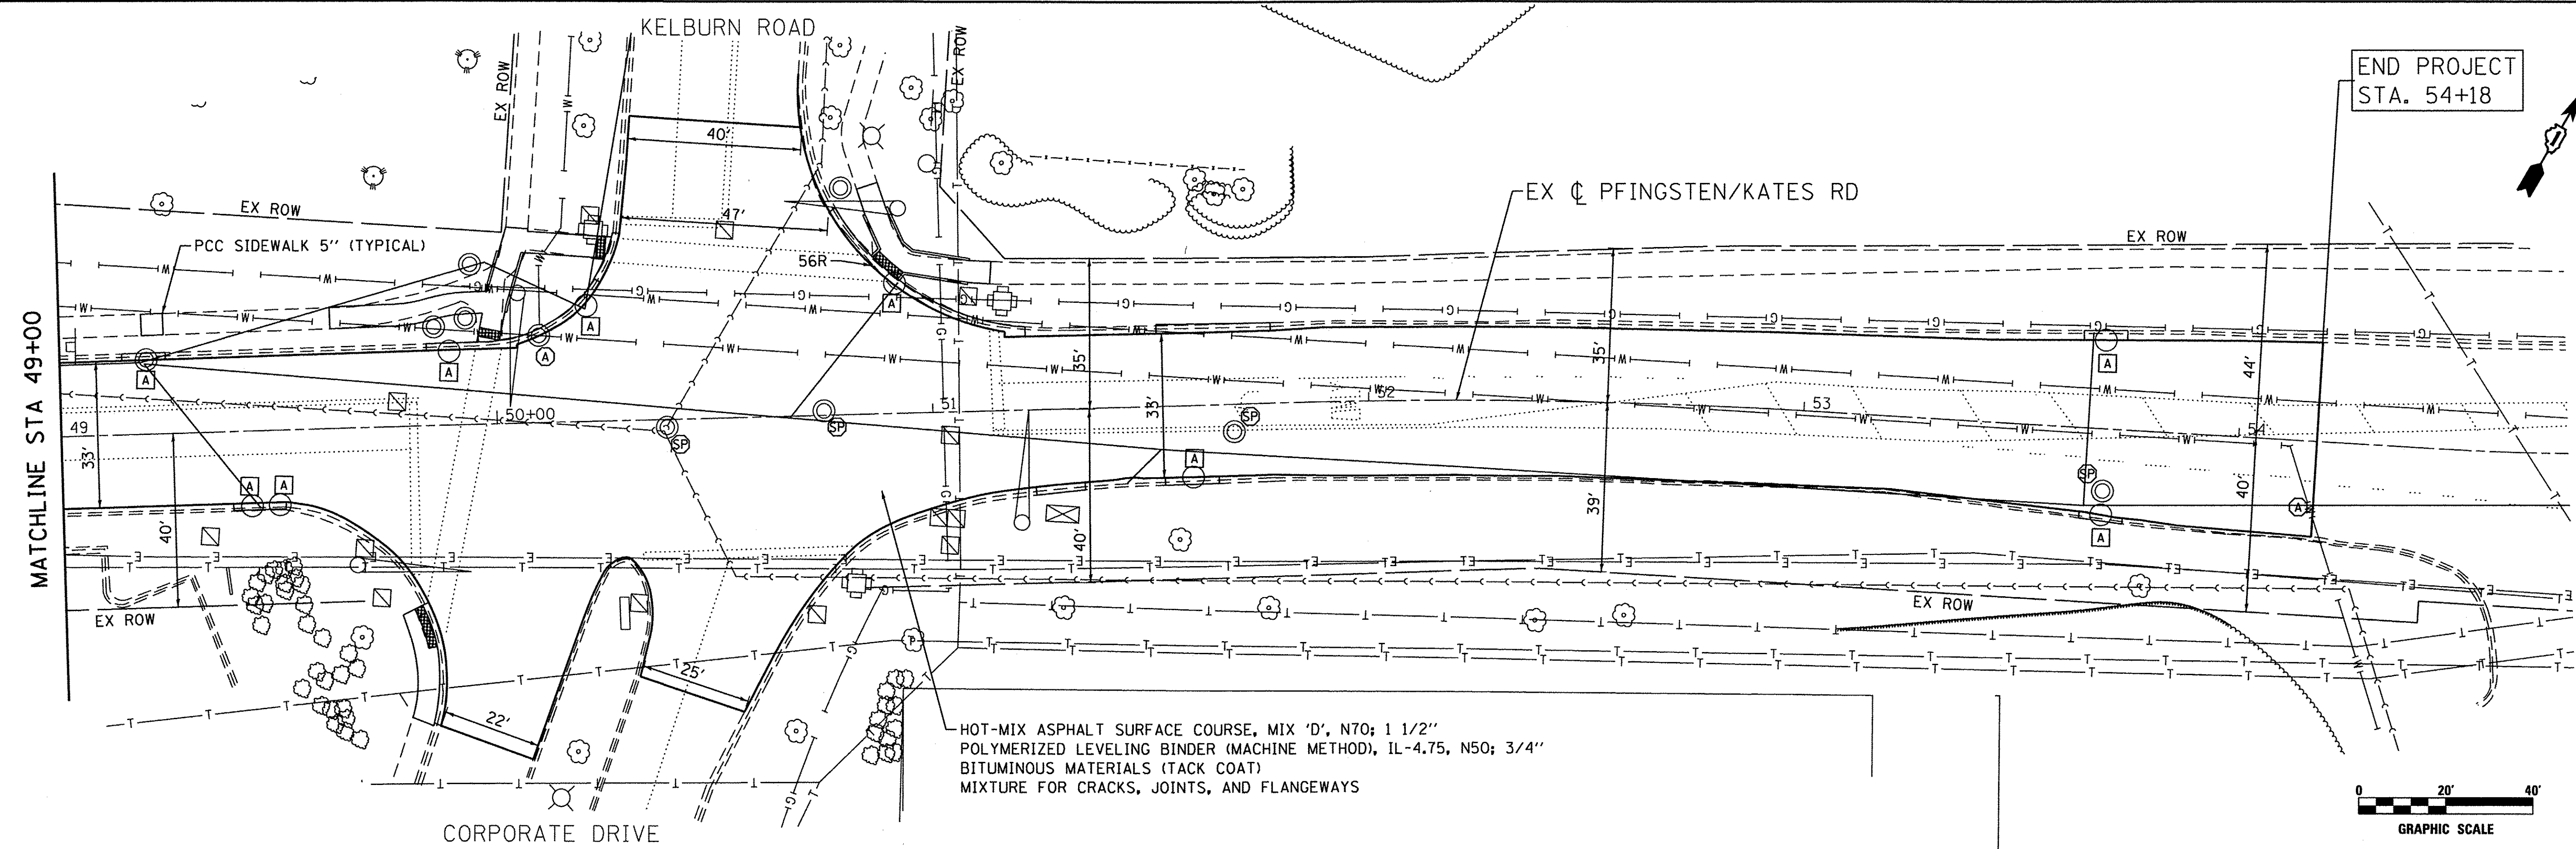 KELBURN ROAD
EX ROW
EX ROW
END PROJECT
STA. 54+18
40'
EX ROW
47'
EX ℄ PFINGSTEN/KATES RD
PCC SIDEWALK 5" (TYPICAL)
EX ROW
56R
MATCHLINE STA 49+00
A
A
A
A
A
A
35'
35'
44'
33'
50+00
51
52
53
54
49
33'
SP
SP
SP
SP
A
A
A
A
A
40'
40'
39'
40'
EX ROW
EX ROW
22'
25'
HOT-MIX ASPHALT SURFACE COURSE, MIX 'D', N70; 1 1/2"
POLYMERIZED LEVELING BINDER (MACHINE METHOD), IL-4.75, N50; 3/4"
BITUMINOUS MATERIALS (TACK COAT)
MIXTURE FOR CRACKS, JOINTS, AND FLANGEWAYS
CORPORATE DRIVE
0 20' 40'
GRAPHIC SCALE